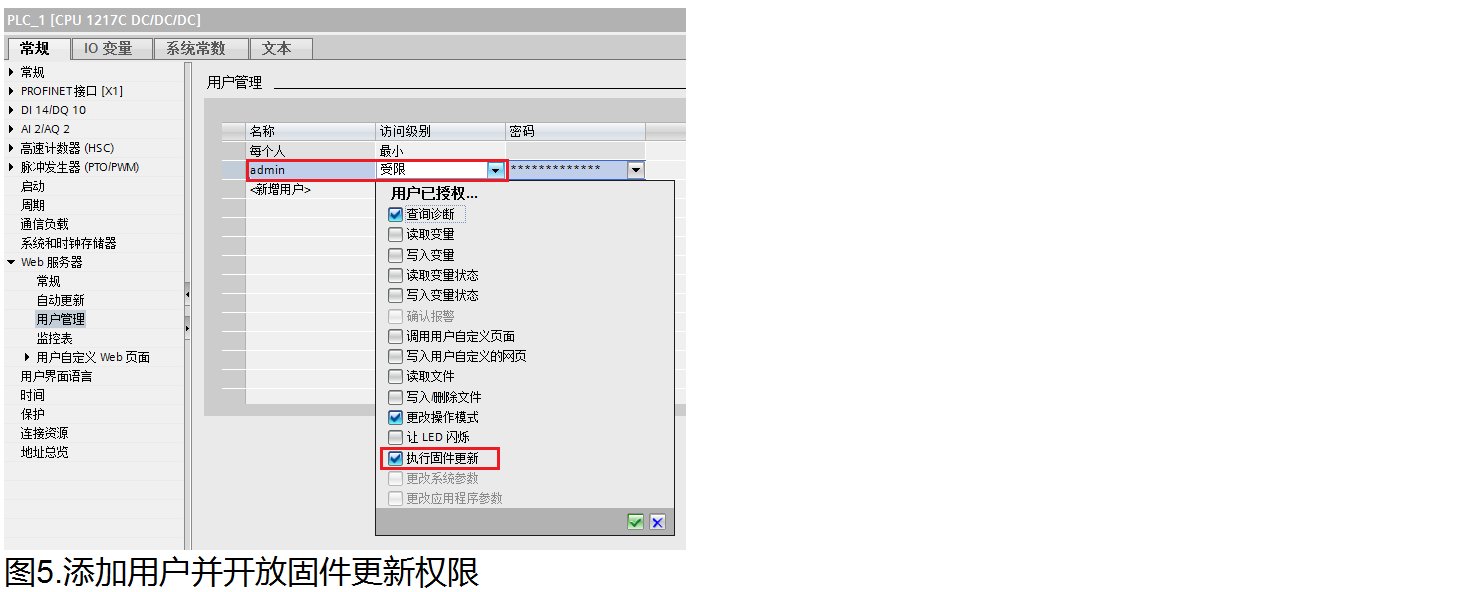 PLC_1 [CPU 1217C DC/DC/DC]
常规 IO 变量 系统常数 文本
常规
PROFINET接口 [X1]
DI 14/DQ 10
AI 2/AQ 2
高速计数器 (HSC)
脉冲发生器 (PTO/PWM)
启动
周期
通信负载
系统和时钟存储器
Web 服务器
常规
自动更新
用户管理
监控表
用户自定义 Web 页面
用户界面语言
时间
保护
连接资源
地址总览
用户管理
名称 访问级别 密码
每个人 最小
admin 受限 *************
<新增用户>
用户已授权...
查询诊断
读取变量
写入变量
读取变量状态
写入变量状态
确认报警
调用用户自定义页面
写入用户自定义的网页
读取文件
写入/删除文件
更改操作模式
让 LED 闪烁
执行固件更新
更改系统参数
更改应用程序参数
图5.添加用户并开放固件更新权限